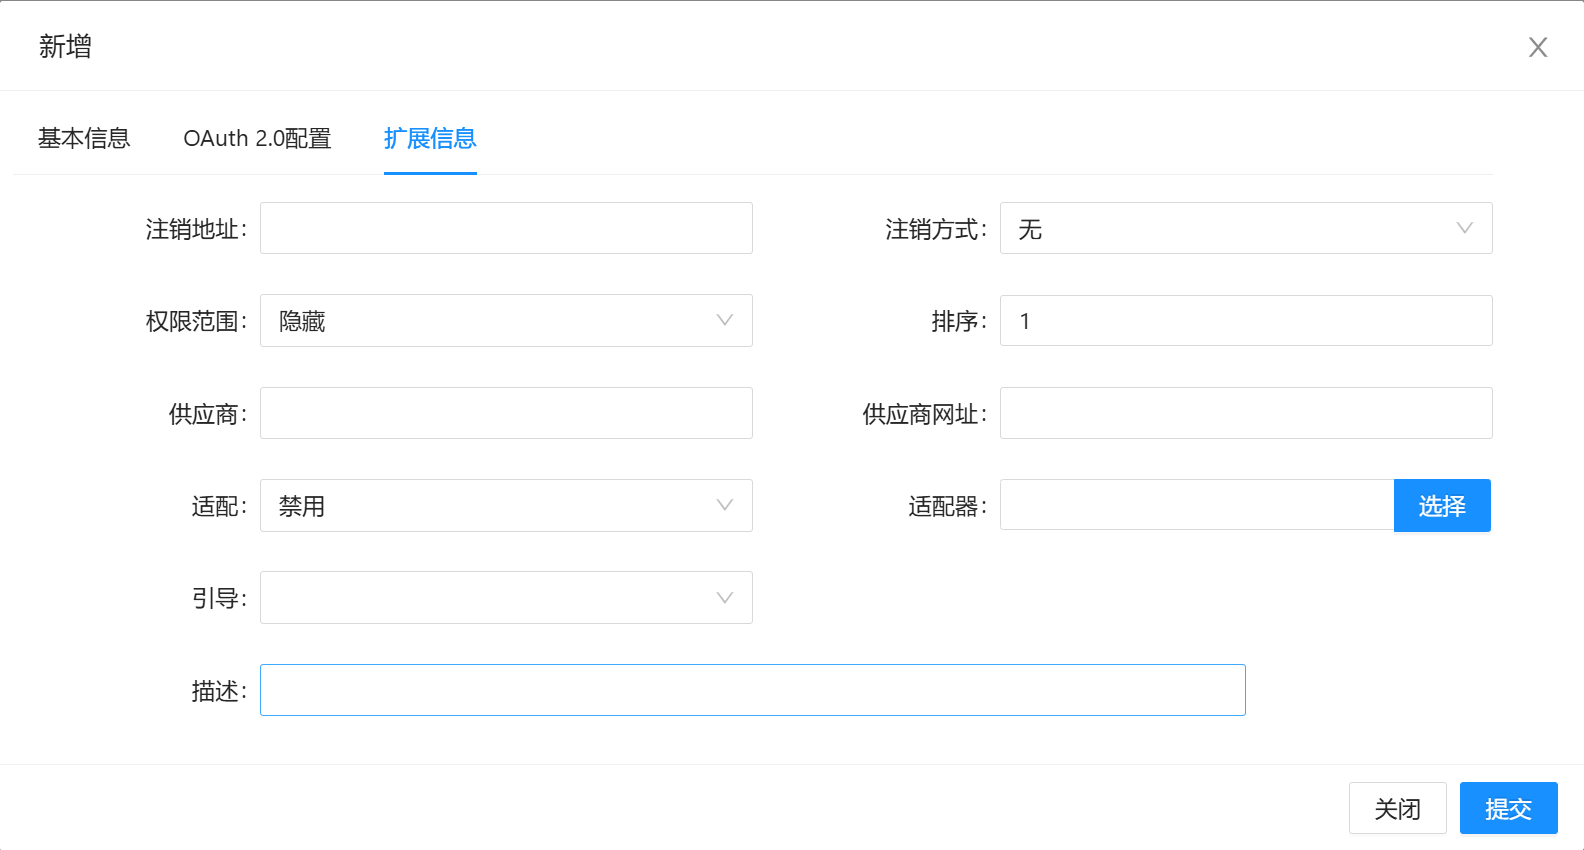 新增
基本信息 OAuth 2.0配置 扩展信息
注销地址: 注销方式: 无
权限范围: 隐藏 排序: 1
供应商: 供应商网址:
适配: 禁用 适配器: 选择
引导:
描述:
关闭 提交